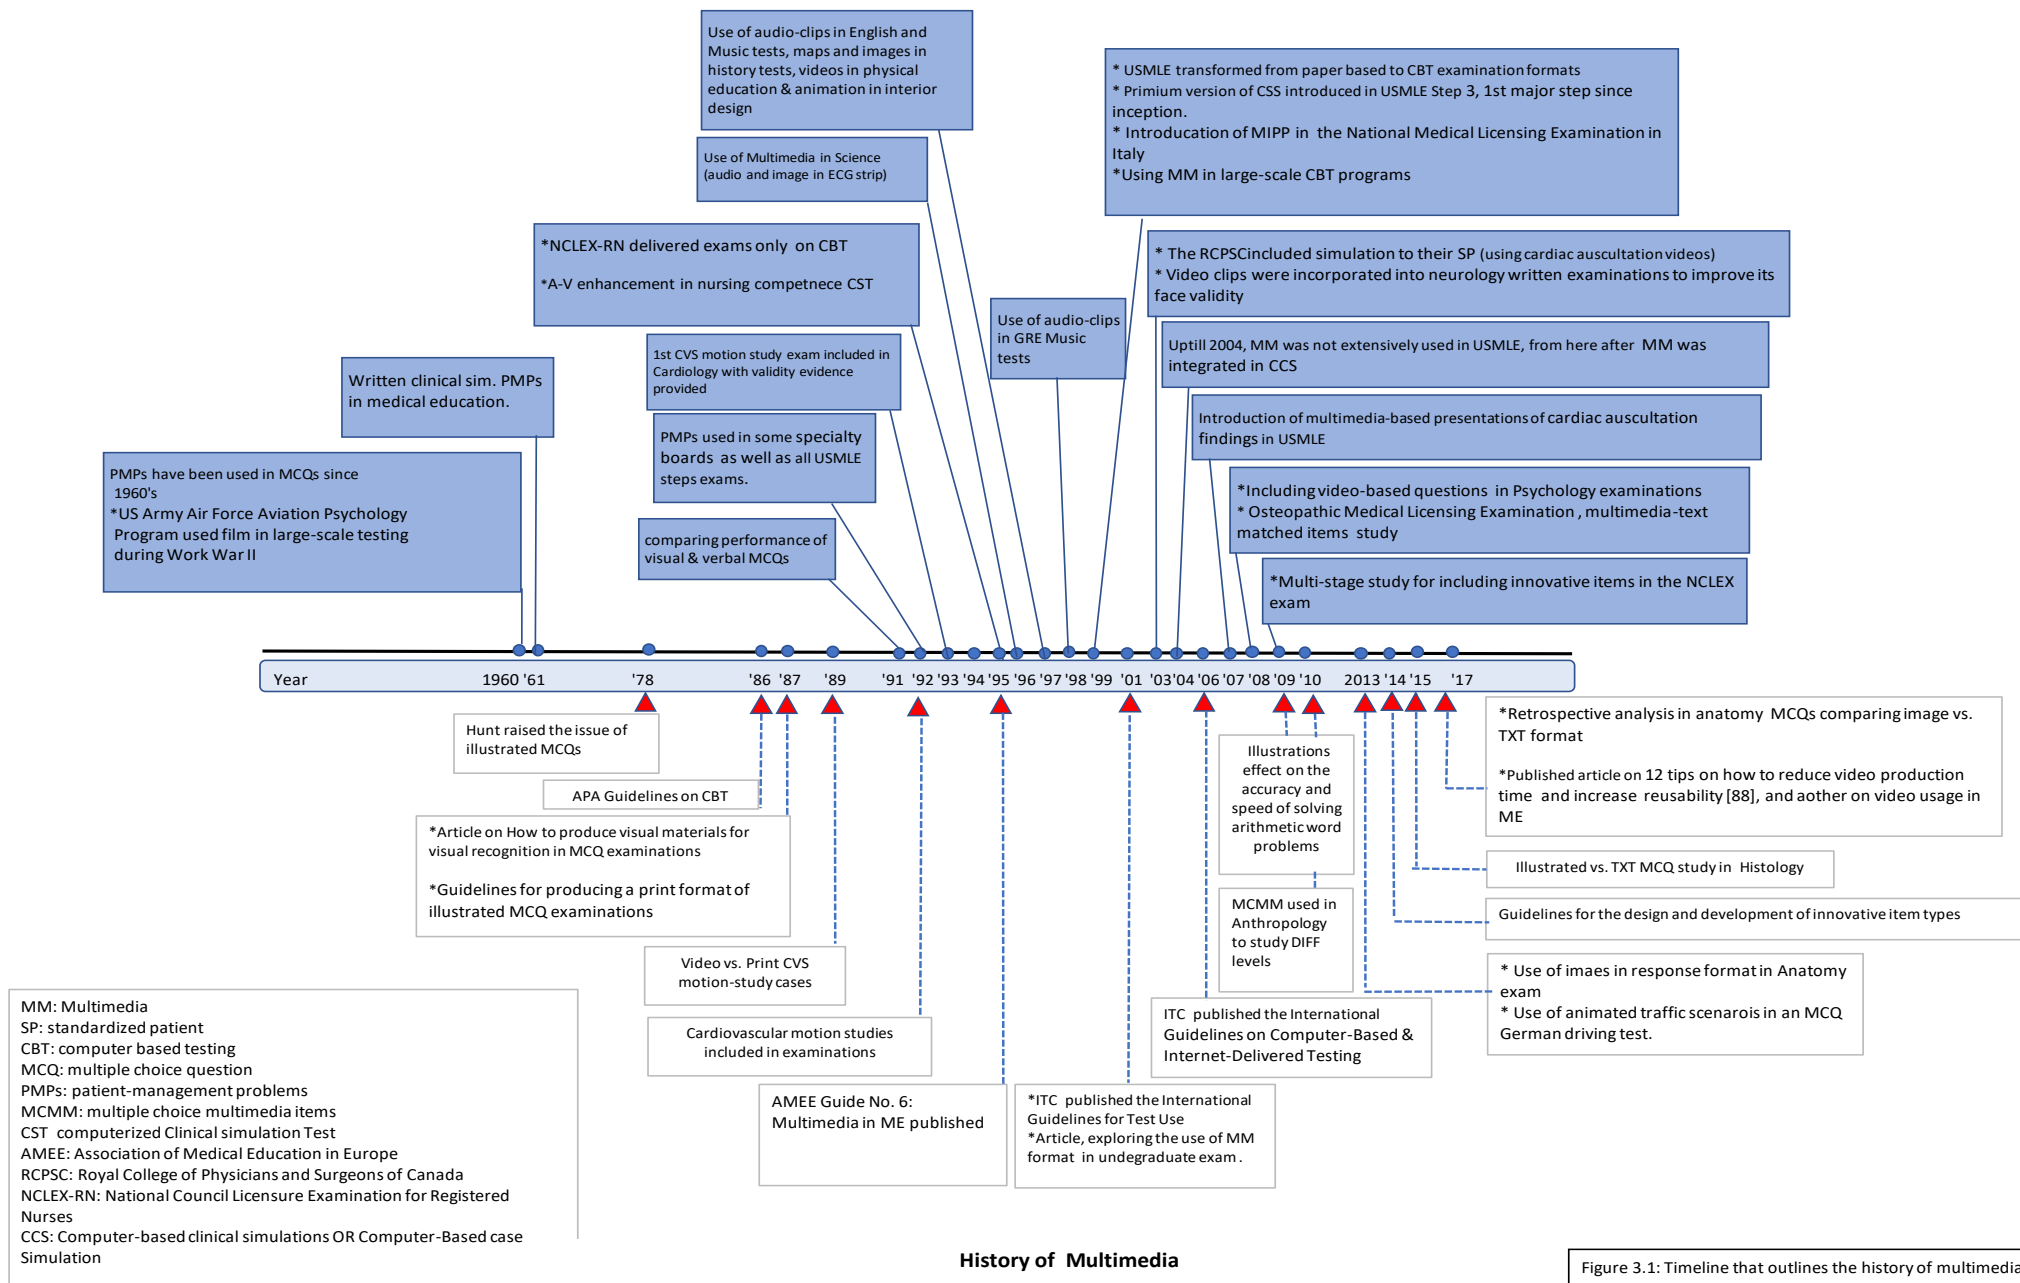 Use of audio-clips in English and
Music tests, maps and images in
history tests, videos in physical
education & animation in interior
design
* USMLE transformed from paper based to CBT examination formats
* Primium version of CSS introduced in USMLE Step 3, 1st major step since
inception.
* Introducation of MIPP in the National Medical Licensing Examination in
Italy
*Using MM in large-scale CBT programs
Use of Multimedia in Science
(audio and image in ECG strip)
*NCLEX-RN delivered exams only on CBT
*A-V enhancement in nursing competnece CST
* The RCPSCincluded simulation to their SP (using cardiac auscultation videos)
* Video clips were incorporated into neurology written examinations to improve its
face validity
Use of audio-clips
in GRE Music
tests
1st CVS motion study exam included in
Cardiology with validity evidence
provided
Uptill 2004, MM was not extensively used in USMLE, from here after MM was
integrated in CCS
Written clinical sim. PMPs
in medical education.
PMPs used in some specialty
boards as well as all USMLE
steps exams.
Introduction of multimedia-based presentations of cardiac auscultation
findings in USMLE
PMPs have been used in MCQs since
1960's
*US Army Air Force Aviation Psychology
Program used film in large-scale testing
during Work War II
*Including video-based questions in Psychology examinations
* Osteopathic Medical Licensing Examination , multimedia-text
matched items study
comparing performance of
visual & verbal MCQs
*Multi-stage study for including innovative items in the NCLEX
exam
Year 1960 '61 '78 '86 '87 '89 '91 '92 '93 '94 '95 '96 '97 '98 '99 '01 '03 '04 '06 '07 '08 '09 '10 2013 '14 '15 '17
Hunt raised the issue of
illustrated MCQs
APA Guidelines on CBT
*Article on How to produce visual materials for
visual recognition in MCQ examinations
*Guidelines for producing a print format of
illustrated MCQ examinations
Video vs. Print CVS
motion-study cases
Cardiovascular motion studies
included in examinations
AMEE Guide No. 6:
Multimedia in ME published
*ITC published the International
Guidelines for Test Use
*Article, exploring the use of MM
format in undegraduate exam .
ITC published the International
Guidelines on Computer-Based &
Internet-Delivered Testing
Illustrations
effect on the
accuracy and
speed of solving
arithmetic word
problems
MCMM used in
Anthropology
to study DIFF
levels
*Retrospective analysis in anatomy MCQs comparing image vs.
TXT format
*Published article on 12 tips on how to reduce video production
time and increase reusability [88], and aother on video usage in
ME
Illustrated vs. TXT MCQ study in Histology
Guidelines for the design and development of innovative item types
* Use of imaes in response format in Anatomy
exam
* Use of animated traffic scenarois in an MCQ
German driving test.
MM: Multimedia
SP: standardized patient
CBT: computer based testing
MCQ: multiple choice question
PMPs: patient-management problems
MCMM: multiple choice multimedia items
CST computerized Clinical simulation Test
AMEE: Association of Medical Education in Europe
RCPSC: Royal College of Physicians and Surgeons of Canada
NCLEX-RN: National Council Licensure Examination for Registered
Nurses
CCS: Computer-based clinical simulations OR Computer-Based case
Simulation
History of Multimedia
Figure 3.1: Timeline that outlines the history of multimedia